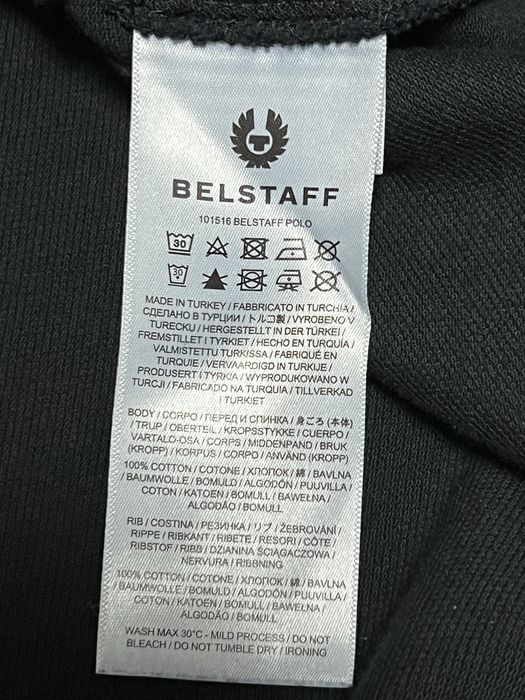 BELSTAFF
101516 BELSTAFF POLO
30
30
MADE IN TURKEY / FABBRICATO IN TURCHIA /
СДЕЛАНО В ТУРЦИИ / トルコ製 / VYROBENO V
TURECKU / HERGESTELLT IN DER TÜRKEI /
FREMSTILLET I TYRKIET / HECHO EN TURQUÍA /
VALMISTETTU TURKISSA / FABRIQUÉ EN
TURQUIE / VERVAARDIGD IN TURKIJE /
PRODUSERT I TYRKIA / WYPRODUKOWANO W
TURCJI / FABRICADO NA TURQUIA / TILLVERKAD
I TURKIET
BODY / CORPO / ПЕРЕД И СПИНКА / 身ごろ (本体)
/ TRUP / OBERTEIL / KROPSSTYKKE / CUERPO /
VARTALO-OSA / CORPS / MIDDENPAND / BRUK
(KROPP) / KORPUS / CORPO / ANVÄND (KROPP)
100% COTTON / COTONE / ХЛОПОК / 綿 / BAVLNA
/ BAUMWOLLE / BOMULD / ALGODÓN / PUUVILLA /
COTON / KATOEN / BOMULL / BAWEŁNA /
ALGODÃO / BOMULL
RIB / COSTINA / РЕЗИНКА / リブ / ŽEBROVÁNÍ /
RIPPE / RIBKANT / RIBETE / RESORI / CÔTE /
RIBSTOF / RIBB / DZIANINA ŚCIĄGACZOWA /
NERVURA / RIBBNING
100% COTTON / COTONE / ХЛОПОК / 綿 / BAVLNA
/ BAUMWOLLE / BOMULD / ALGODÓN / PUUVILLA /
COTON / KATOEN / BOMULL / BAWEŁNA /
ALGODÃO / BOMULL
WASH MAX 30°C - MILD PROCESS / DO NOT
BLEACH / DO NOT TUMBLE DRY / IRONING